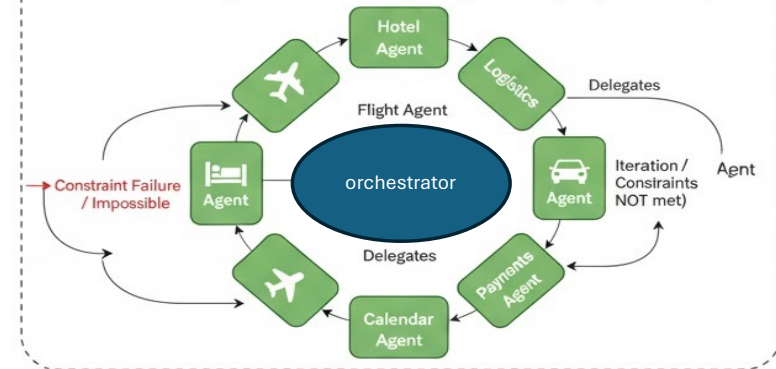 Hotel
Agent
Logistics
Delegates
Flight Agent
orchestrator
Agent
Constraint Failure
/ Impossible
Agent
Iteration /
Constraints
NOT met)
Agent
Delegates
Payments
Agent
Calendar
Agent